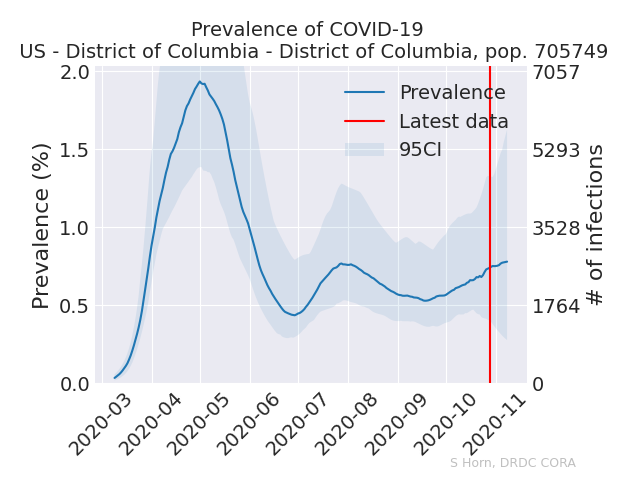 Prevalence of COVID-19
US - District of Columbia - District of Columbia, pop. 705749
Prevalence
Latest data
95CI
Prevalence (%)
2.0
1.5
1.0
0.5
0.0
7057
5293
3528
1764
0
# of infections
2020-03
2020-04
2020-05
2020-06
2020-07
2020-08
2020-09
2020-10
2020-11
S Horn, DRDC CORA